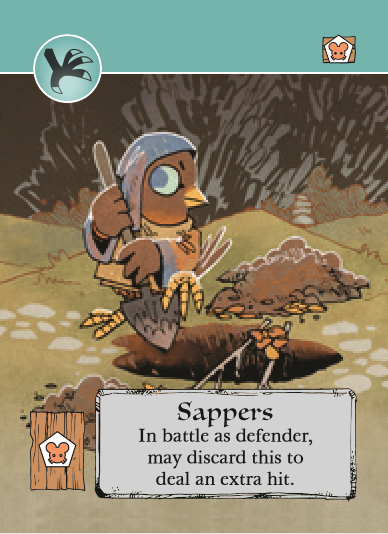 Sappers
In battle as defender,
may discard this to
deal an extra hit.